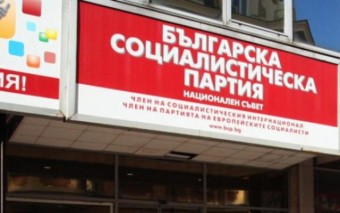 БЪЛГАРСКА
СОЦИАЛИСТИЧЕСКА
ПАРТИЯ
НАЦИОНАЛЕН СЪВЕТ
ЧЛЕН НА СОЦИАЛИСТИЧЕСКИЯ ИНТЕРНАЦИОНАЛ
ЧЛЕН НА ПАРТИЯТА НА ЕВРОПЕЙСКИТЕ СОЦИАЛИСТИ
www.bsp.bg